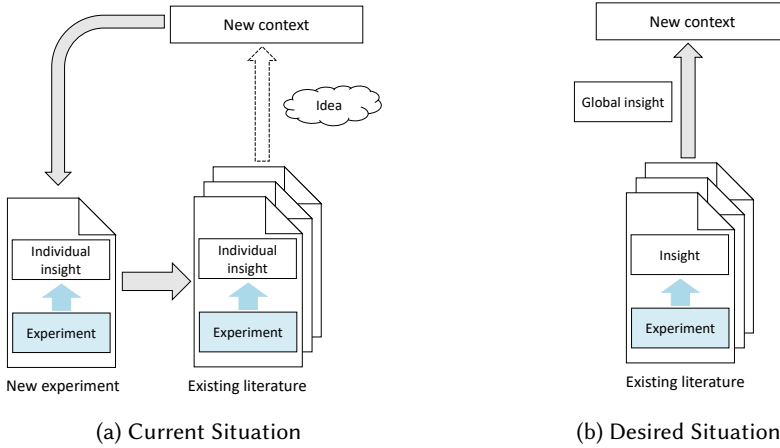 New context
Idea
Individual
insight
Experiment
New experiment
Individual
insight
Experiment
Existing literature
(a) Current Situation
New context
Global insight
Insight
Experiment
Existing literature
(b) Desired Situation